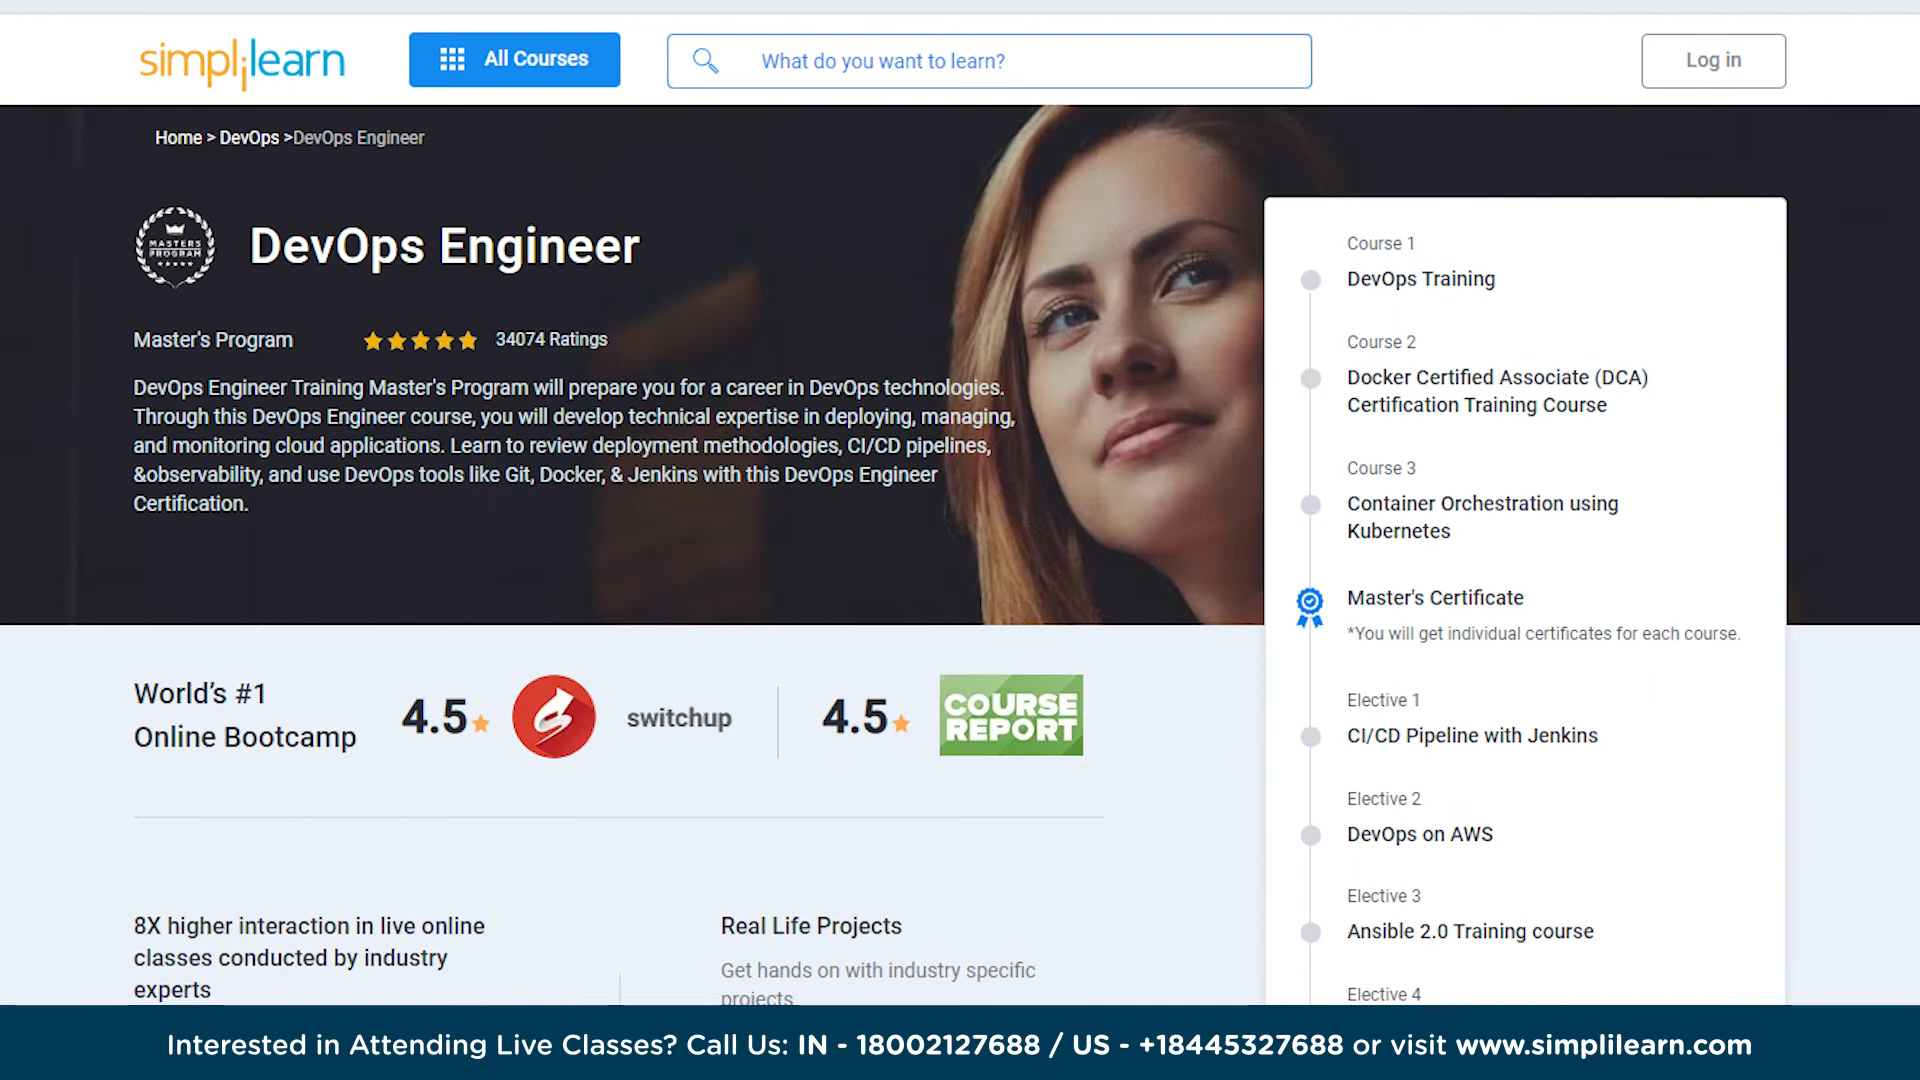 simplilearn
All Courses
What do you want to learn?
Log in
Home > DevOps >DevOps Engineer
MASTERS
PROGRAM
DevOps Engineer
Master's Program
34074 Ratings
DevOps Engineer Training Master's Program will prepare you for a career in DevOps technologies.
Through this DevOps Engineer course, you will develop technical expertise in deploying, managing,
and monitoring cloud applications. Learn to review deployment methodologies, CI/CD pipelines,
&observability, and use DevOps tools like Git, Docker, & Jenkins with this DevOps Engineer
Certification.
Course 1
DevOps Training
Course 2
Docker Certified Associate (DCA)
Certification Training Course
Course 3
Container Orchestration using
Kubernetes
Master's Certificate
*You will get individual certificates for each course.
Elective 1
CI/CD Pipeline with Jenkins
Elective 2
DevOps on AWS
Elective 3
Ansible 2.0 Training course
Elective 4
World's #1
Online Bootcamp
4.5
switchup
4.5
COURSE
REPORT
8X higher interaction in live online
classes conducted by industry
experts
Real Life Projects
Get hands on with industry specific
projects
Interested in Attending Live Classes? Call Us: IN - 18002127688 / US - +18445327688 or visit www.simplilearn.com